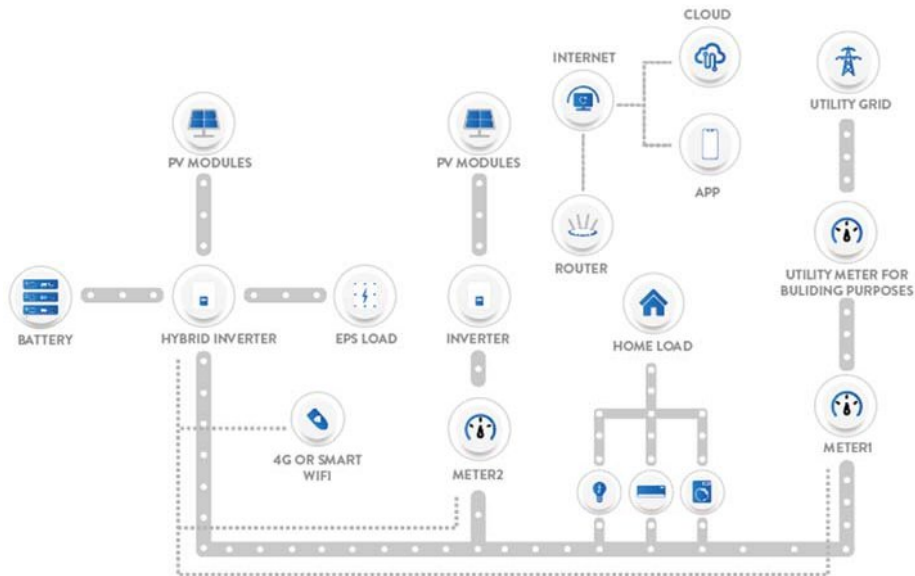 CLOUD
INTERNET
UTILITY GRID
PV MODULES
PV MODULES
APP
ROUTER
UTILITY METER FOR
BULIDING PURPOSES
BATTERY
HYBRID INVERTER
EPS LOAD
INVERTER
HOME LOAD
4G OR SMART
WIFI
METER2
METER1